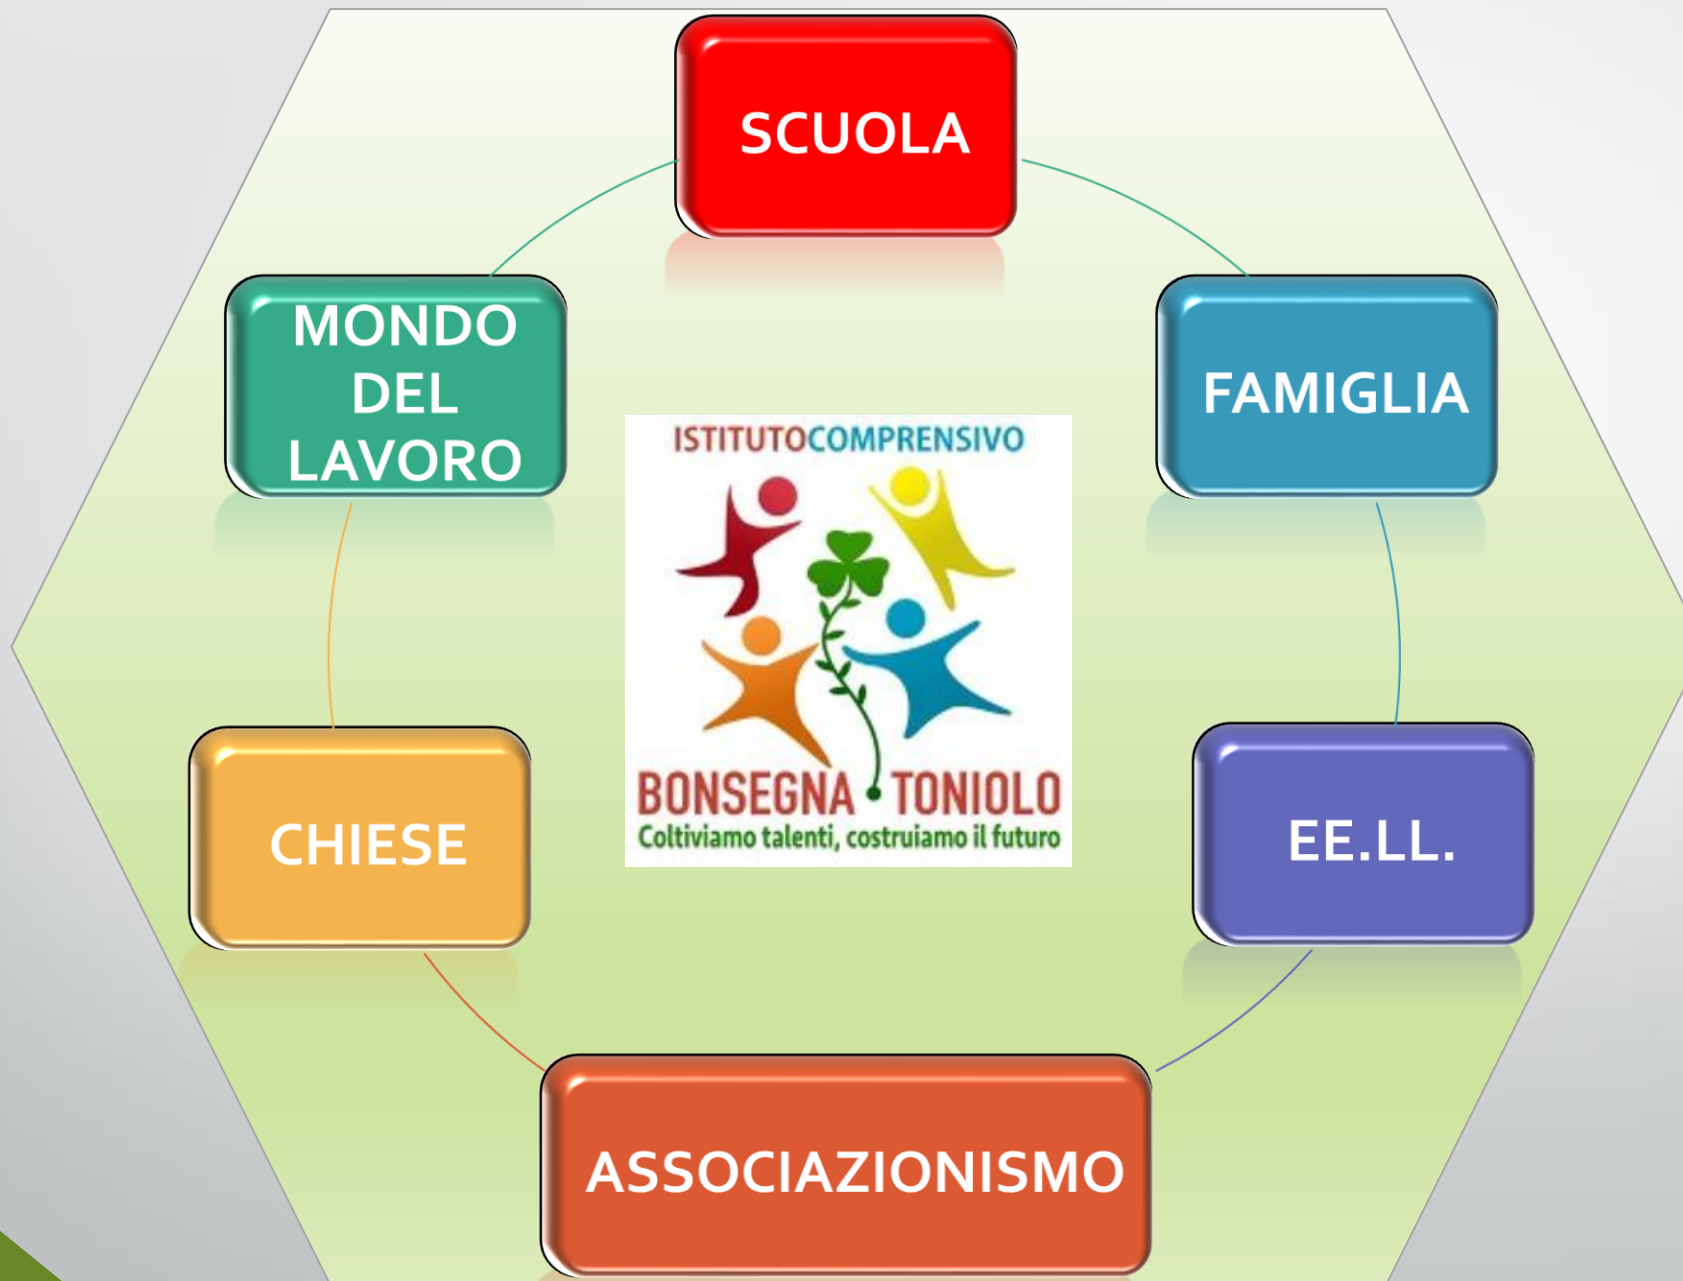 SCUOLA
MONDO
DEL
LAVORO
FAMIGLIA
ISTITUTOCOMPRENSIVO
BONSEGNA TONIOLO
Coltiviamo talenti, costruiamo il futuro
CHIESE
EE.LL.
ASSOCIAZIONISMO